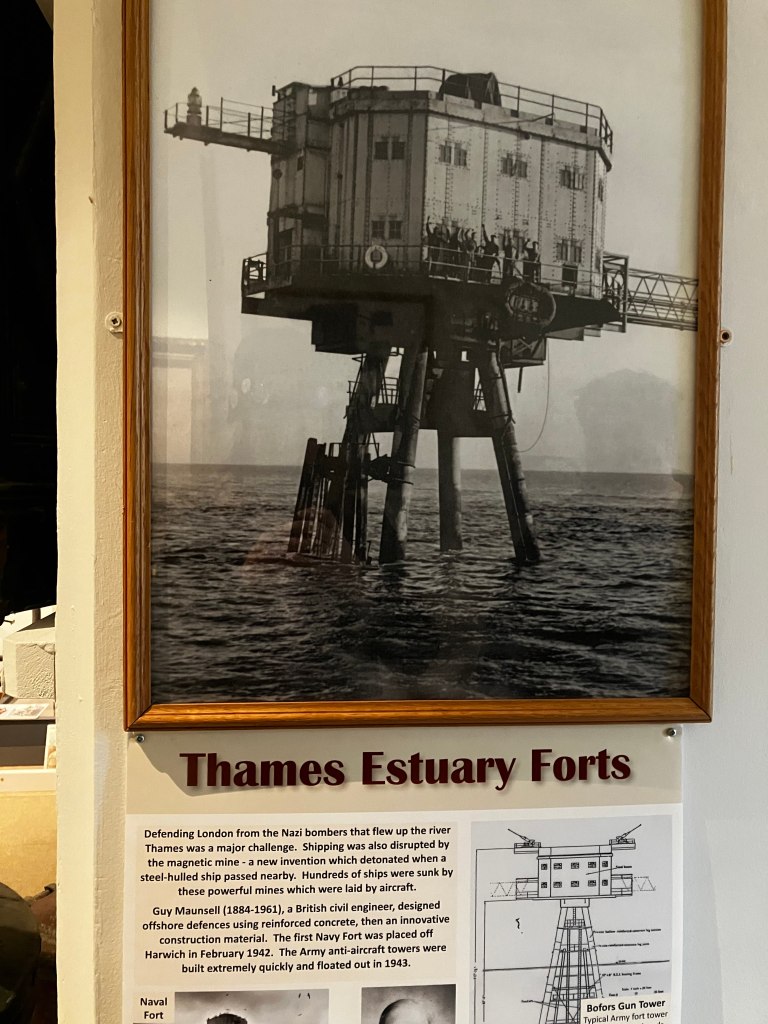 Thames Estuary Forts
Defending London from the Nazi bombers that flew up the river
Thames was a major challenge.  Shipping was also disrupted by
the magnetic mine - a new invention which detonated when a
steel-hulled ship passed nearby.  Hundreds of ships were sunk by
these powerful mines which were laid by aircraft.
Guy Maunsell (1884-1961), a British civil engineer, designed
offshore defences using reinforced concrete, then an innovative
construction material.  The first Navy Fort was placed off
Harwich in February 1942.  The Army anti-aircraft towers were
built extremely quickly and floated out in 1943.
Naval
Fort
Bofors Gun Tower
Typical Army fort tower